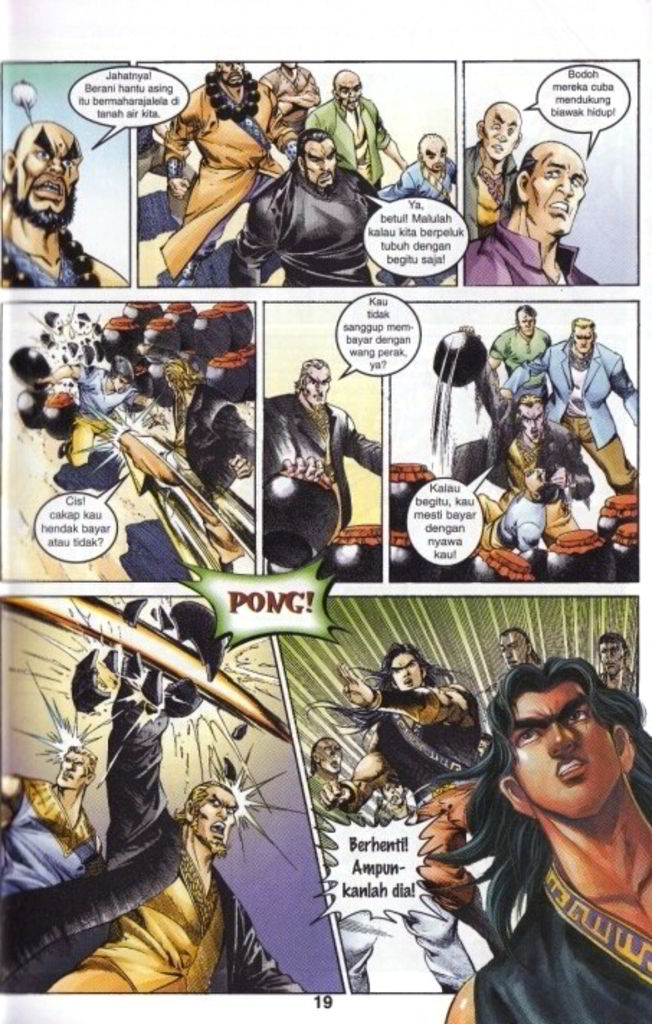 Jahatnya!
Berani hantu asing
itu bermaharajalela di
tanah air kita.
Ya,
betul! Malulah
kalau kita berpeluk
tubuh dengan
begitu saja!
Bodoh
mereka cuba
mendukung
biawak hidup!
Cis!
cakap kau
hendak bayar
atau tidak?
Kau
tidak
sanggup mem-
bayar dengan
wang perak,
ya?
Kalau
begitu, kau
mesti bayar
dengan
nyawa
kau!
PONG!
Berhenti!
Ampun-
kanlah dia!
19